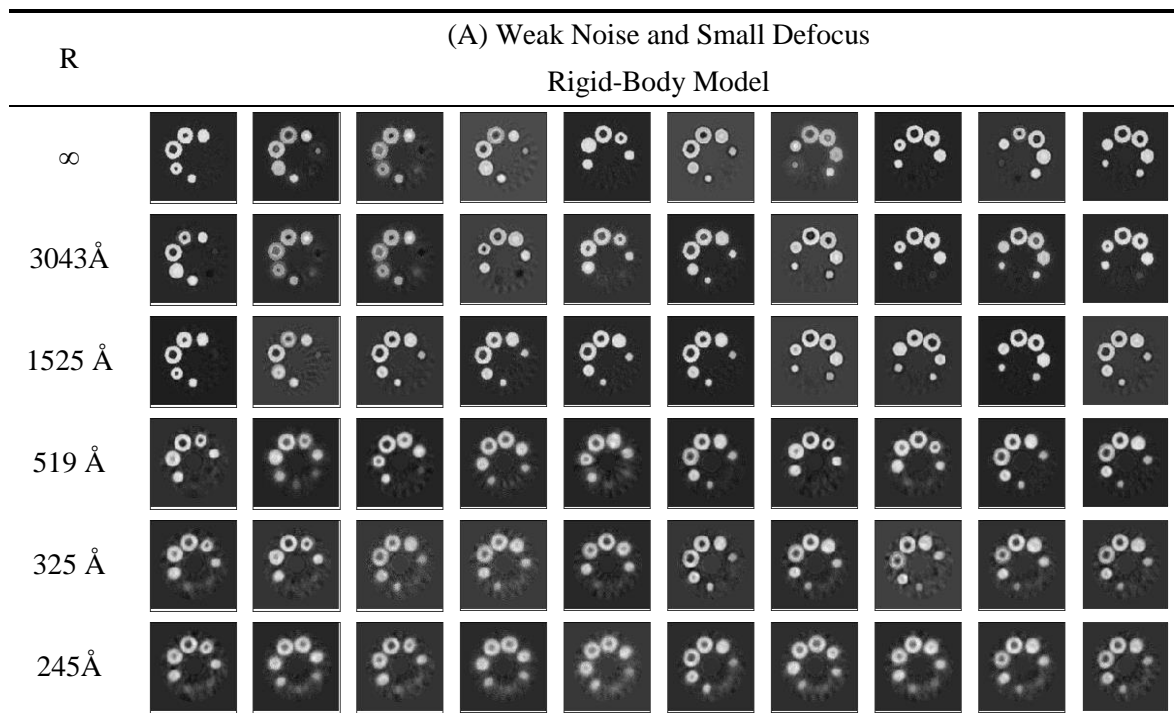 R
(A) Weak Noise and Small Defocus
Rigid-Body Model
∞
3043Å
1525 Å
519 Å
325 Å
245Å